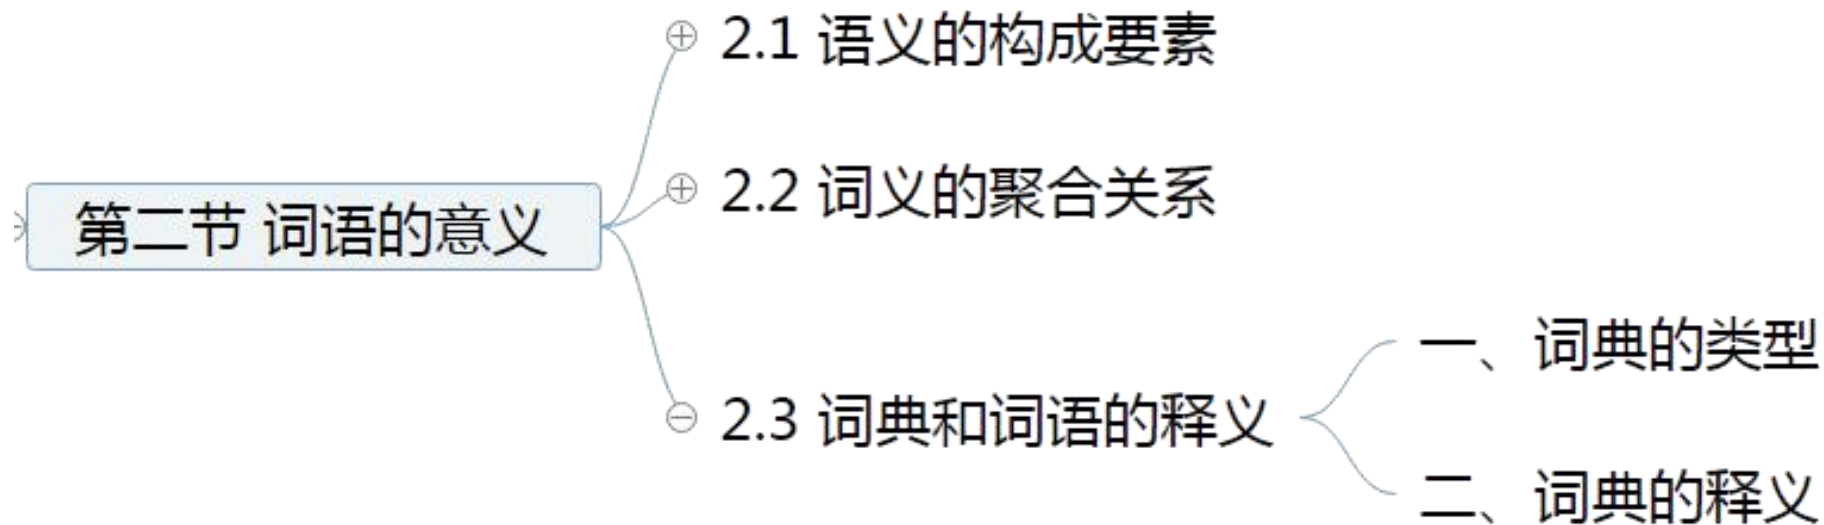 2.1 语义的构成要素
2.2 词义的聚合关系
第二节 词语的意义
2.3 词典和词语的释义
一、词典的类型
二、词典的释义